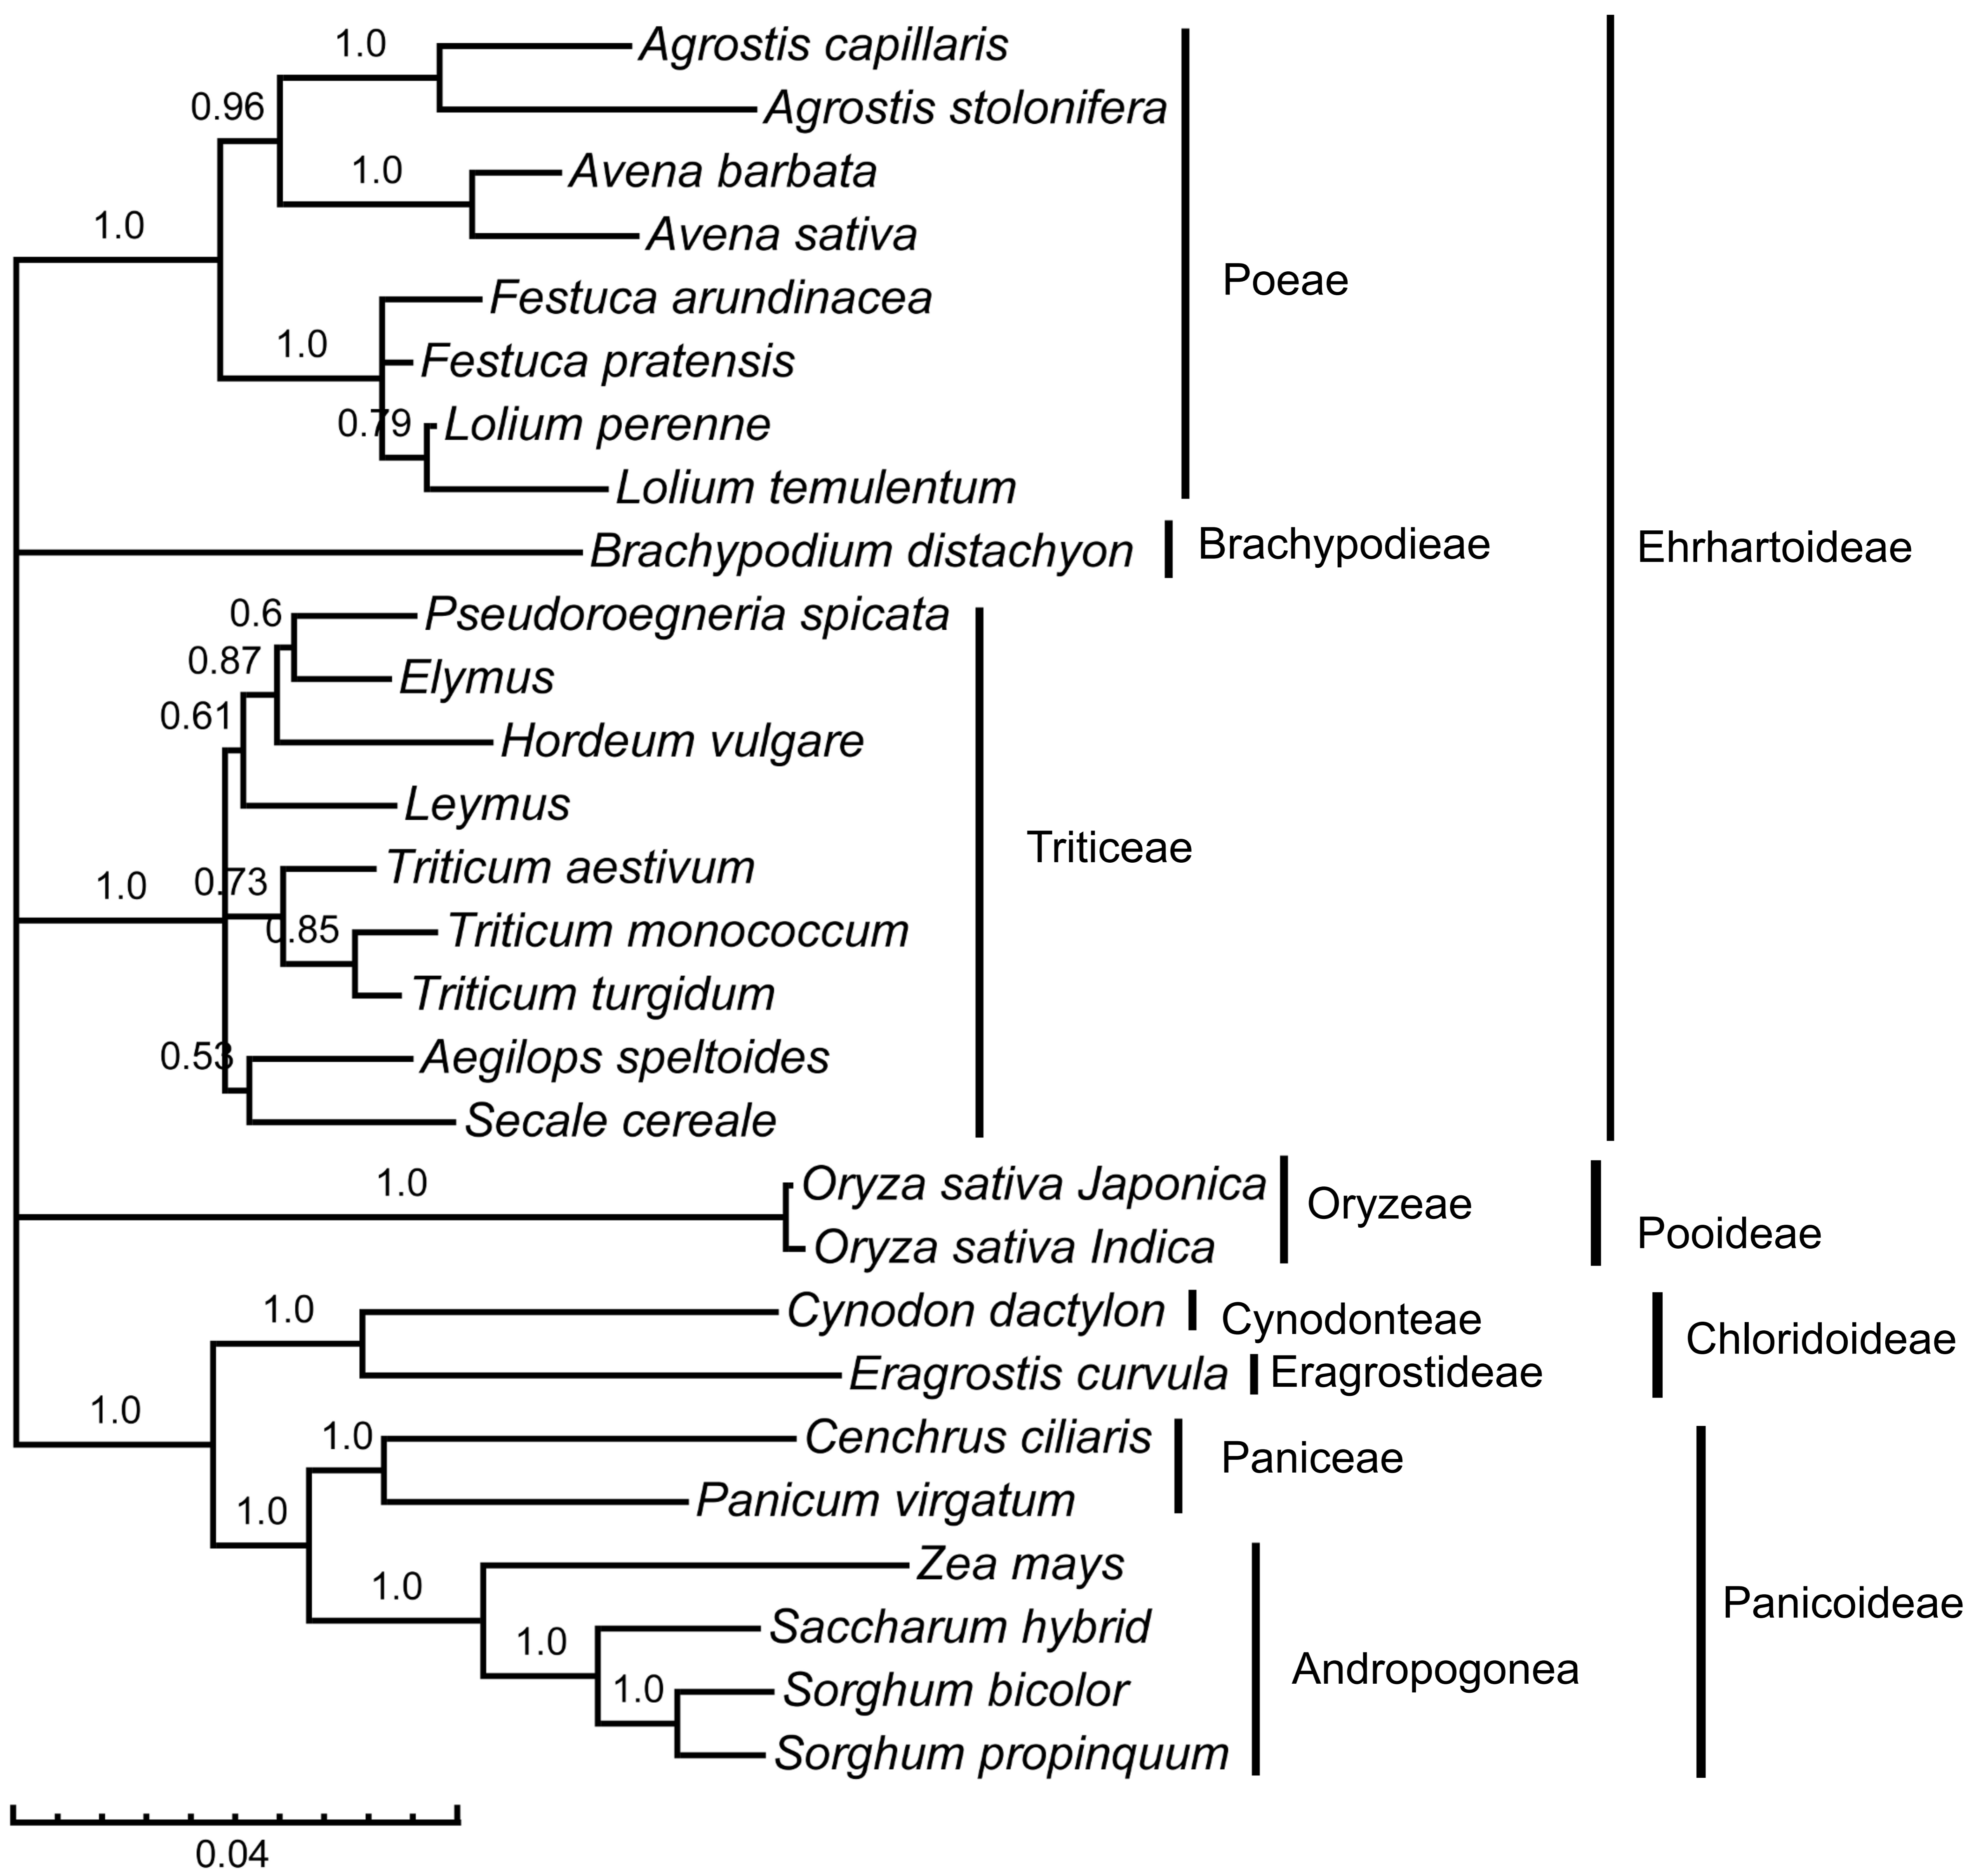 1.0
Agrostis capillaris
0.96
Agrostis stolonifera
1.0
Avena barbata
1.0
Avena sativa
Poeae
Festuca arundinacea
1.0
Festuca pratensis
0.79
Lolium perenne
Lolium temulentum
Brachypodium distachyon
Brachypodieae
Ehrhartoideae
0.6
Pseudoroegneria spicata
0.87
Elymus
0.61
Hordeum vulgare
Leymus
Triticeae
1.0
0.73
Triticum aestivum
0.85
Triticum monococcum
Triticum turgidum
0.53
Aegilops speltoides
Secale cereale
1.0
Oryza sativa Japonica
Oryzeae
Oryza sativa Indica
Pooideae
1.0
Cynodon dactylon
Cynodonteae
Chloridoideae
Eragrostis curvula
Eragrostideae
1.0
1.0
Cenchrus ciliaris
Paniceae
1.0
Panicum virgatum
Zea mays
1.0
Panicoideae
Saccharum hybrid
1.0
Andropogonea
1.0
Sorghum bicolor
Sorghum propinquum
0.04